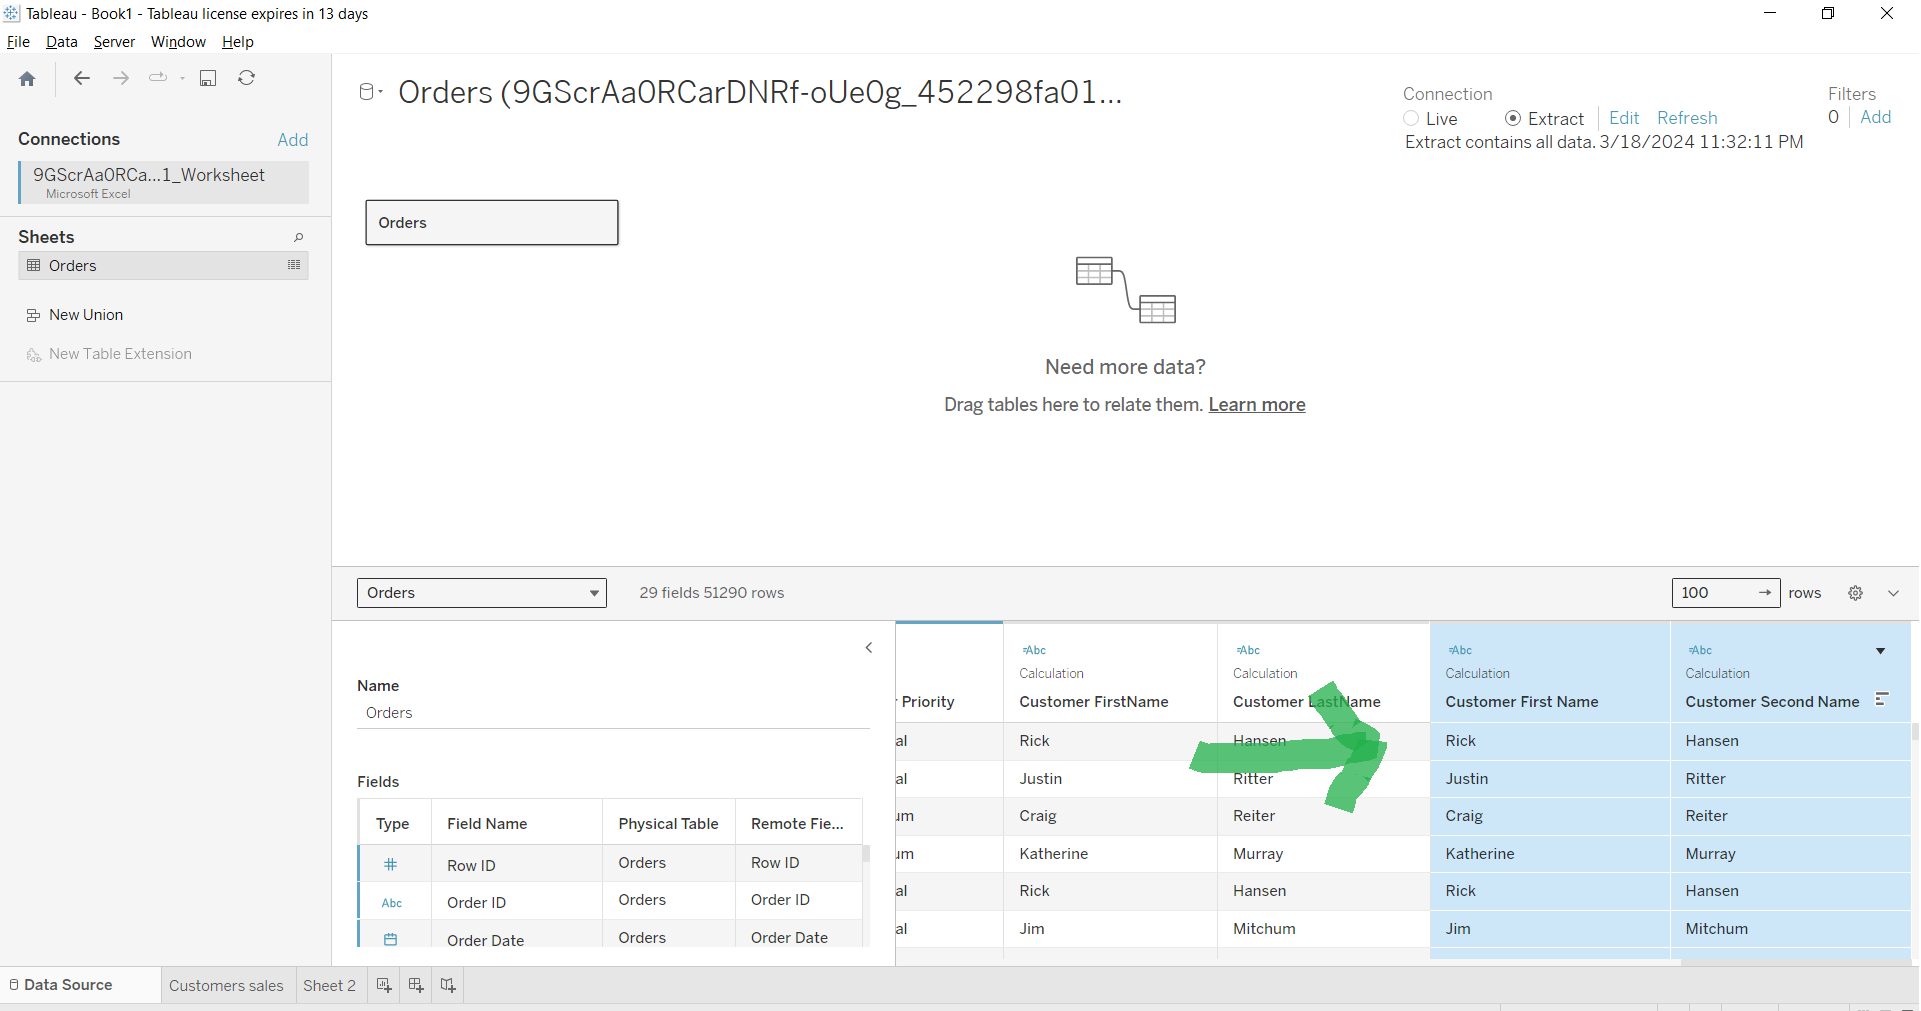 Tableau - Book1 - Tableau license expires in 13 days
File Data Server Window Help
Connections Add
9GScrAa0RCa...1_Worksheet
Microsoft Excel
Sheets
Orders
New Union
New Table Extension
Orders (9GScrAa0RCarDNRf-oUe0g_452298fa01...
Connection
Live Extract Edit Refresh
Extract contains all data. 3/18/2024 11:32:11 PM
Filters
0 Add
Orders
Need more data?
Drag tables here to relate them. Learn more
Orders 29 fields 51290 rows 100 → rows
Name
Orders
Fields
Type Field Name Physical Table Remote Fie...
# Row ID Orders Row ID
Abc Order ID Orders Order ID
Order Date Orders Order Date
=Abc =Abc =Abc =Abc
Calculation Calculation Calculation Calculation
Priority Customer FirstName Customer LastName Customer First Name Customer Second Name
al Rick Hansen Rick Hansen
al Justin Ritter Justin Ritter
um Craig Reiter Craig Reiter
um Katherine Murray Katherine Murray
al Rick Hansen Rick Hansen
al Jim Mitchum Jim Mitchum
Data Source Customers sales Sheet 2